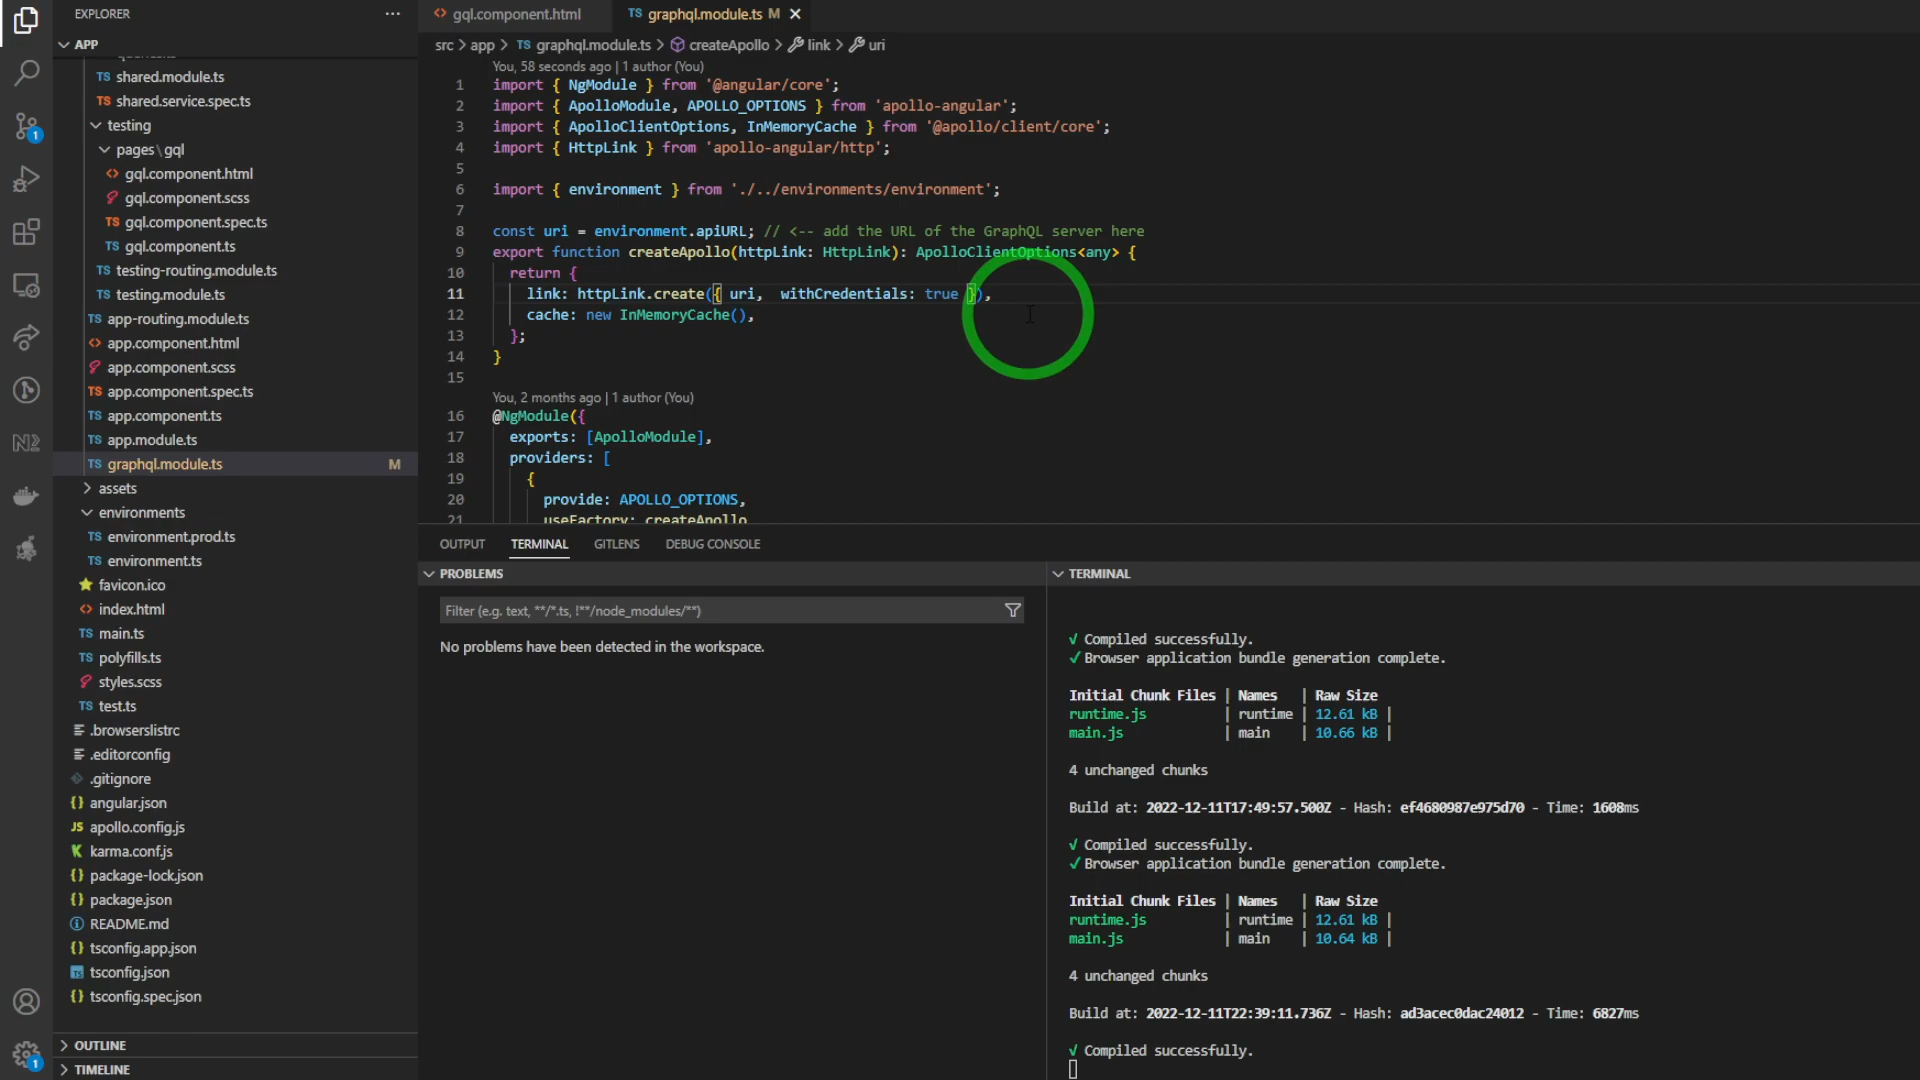 EXPLORER
APP
shared.module.ts
shared.service.spec.ts
testing
pages\gql
gql.component.html
gql.component.scss
gql.component.spec.ts
gql.component.ts
testing-routing.module.ts
testing.module.ts
app-routing.module.ts
app.component.html
app.component.scss
app.component.spec.ts
app.component.ts
app.module.ts
graphql.module.ts M
assets
environments
environment.prod.ts
environment.ts
favicon.ico
index.html
main.ts
polyfills.ts
styles.scss
test.ts
.browserslistrc
.editorconfig
.gitignore
angular.json
apollo.config.js
karma.conf.js
package-lock.json
package.json
README.md
tsconfig.app.json
tsconfig.json
tsconfig.spec.json
OUTLINE
TIMELINE
gql.component.html
TS graphql.module.ts M
src > app > TS graphql.module.ts > createApollo > link > uri
You, 58 seconds ago | 1 author (You)
1 import { NgModule } from '@angular/core';
2 import { ApolloModule, APOLLO_OPTIONS } from 'apollo-angular';
3 import { ApolloClientOptions, InMemoryCache } from '@apollo/client/core';
4 import { HttpLink } from 'apollo-angular/http';
5
6 import { environment } from './../environments/environment';
7
8 const uri = environment.apiURL; // <-- add the URL of the GraphQL server here
9 export function createApollo(httpLink: HttpLink): ApolloClientOptions<any> {
10 return {
11 link: httpLink.create({ uri,  withCredentials: true }),
12 cache: new InMemoryCache(),
13 };
14 }
15
You, 2 months ago | 1 author (You)
16 @NgModule({
17 exports: [ApolloModule],
18 providers: [
19 {
20 provide: APOLLO_OPTIONS,
21 useFactory: createApollo
OUTPUT TERMINAL GITLENS DEBUG CONSOLE
PROBLEMS
Filter (e.g. text, **/*.ts, !**/node_modules/**)
No problems have been detected in the workspace.
TERMINAL
√ Compiled successfully.
✓ Browser application bundle generation complete.
Initial Chunk Files | Names | Raw Size
runtime.js | runtime | 12.61 kB |
main.js | main | 10.66 kB |
4 unchanged chunks
Build at: 2022-12-11T17:49:57.500Z - Hash: ef4680987e975d70 - Time: 1608ms
√ Compiled successfully.
✓ Browser application bundle generation complete.
Initial Chunk Files | Names | Raw Size
runtime.js | runtime | 12.61 kB |
main.js | main | 10.64 kB |
4 unchanged chunks
Build at: 2022-12-11T22:39:11.736Z - Hash: ad3acec0dac24012 - Time: 6827ms
√ Compiled successfully.